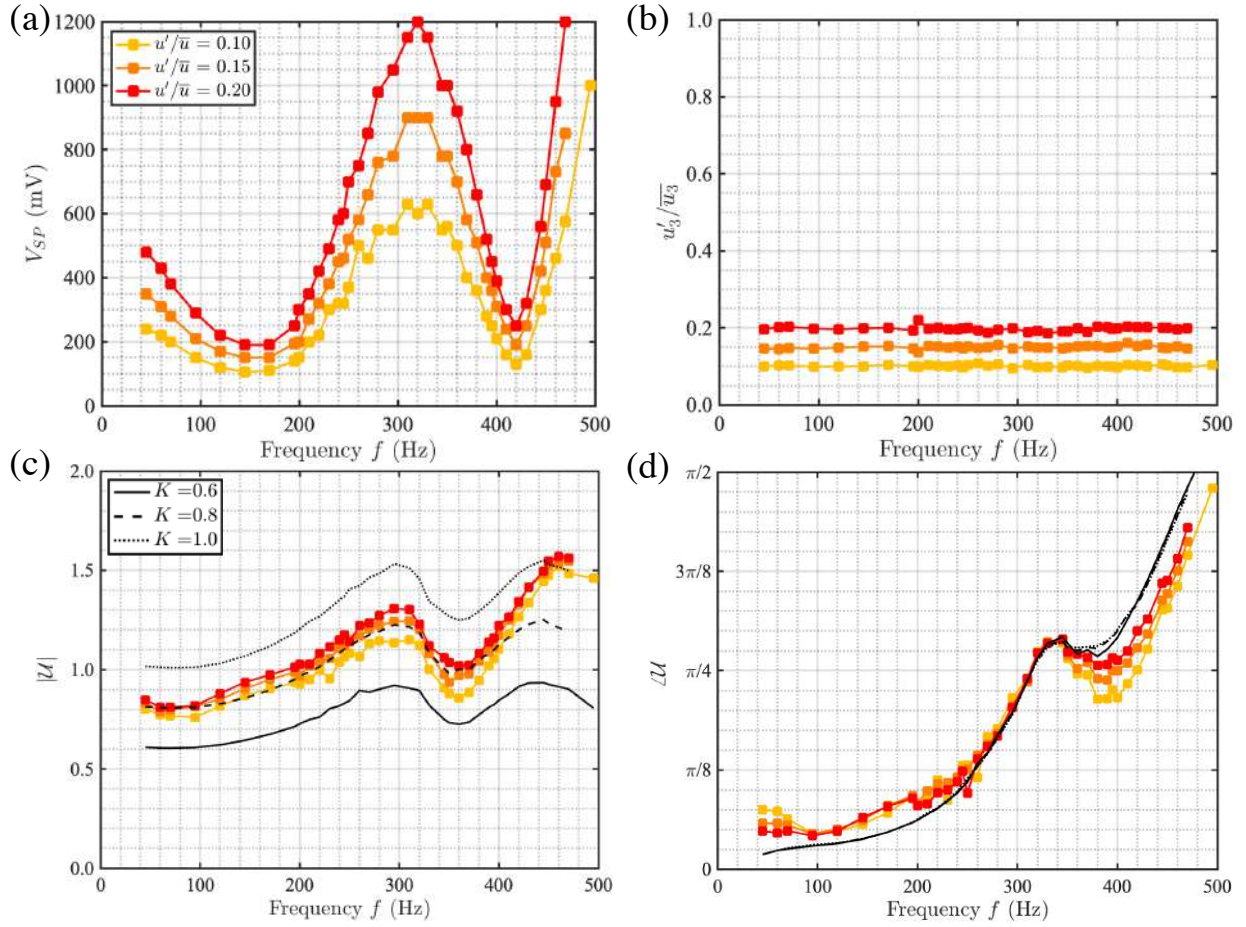 (a)
1200
1000
800
600
400
200
0
V_{SP} (mV)
u′/u̅ = 0.10
u′/u̅ = 0.15
u′/u̅ = 0.20
0 100 200 300 400 500
Frequency f (Hz)
(b)
1.0
0.8
0.6
0.4
0.2
0.0
u′₃/u̅₃
0 100 200 300 400 500
Frequency f (Hz)
(c)
2.0
1.5
1.0
0.5
0.0
|𝒰|
K =0.6
K =0.8
K =1.0
0 100 200 300 400 500
Frequency f (Hz)
(d)
π/2
3π/8
π/4
π/8
0
∠𝒰
0 100 200 300 400 500
Frequency f (Hz)